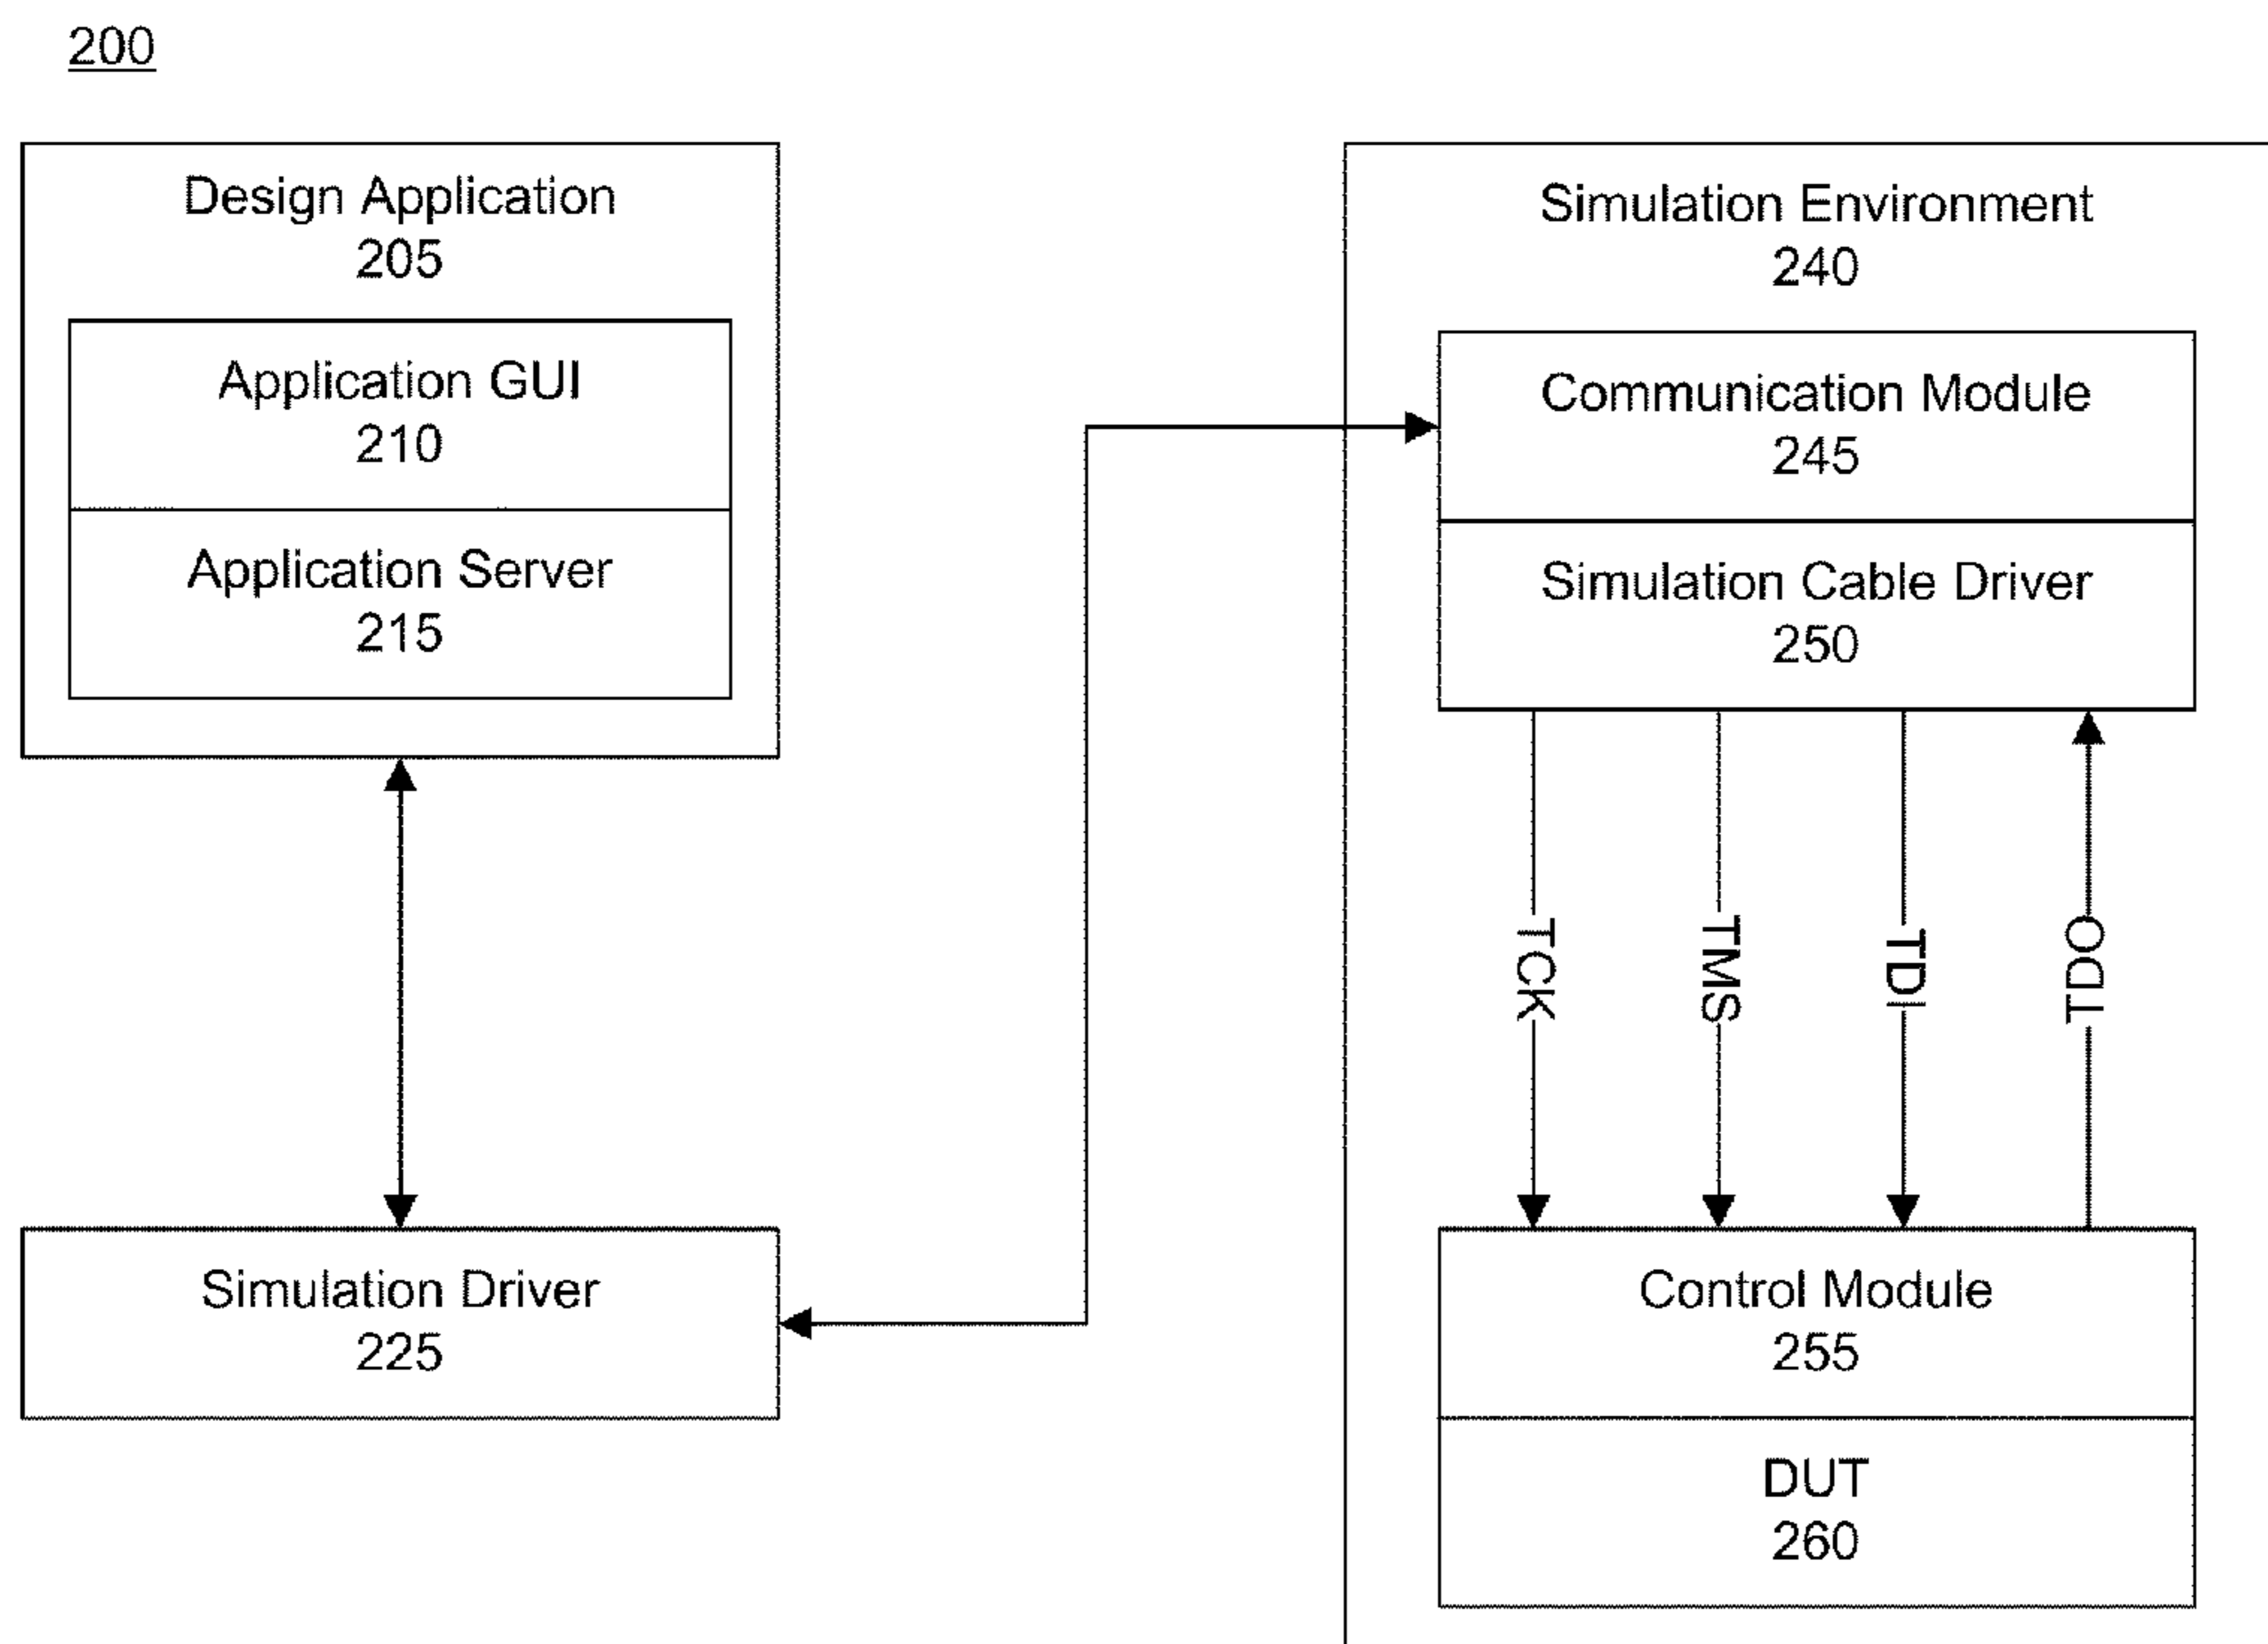 200
Design Application
205
Application GUI
210
Application Server
215
Simulation Driver
225
Simulation Environment
240
Communication Module
245
Simulation Cable Driver
250
TCK
TMS
TDI
TDO
Control Module
255
DUT
260